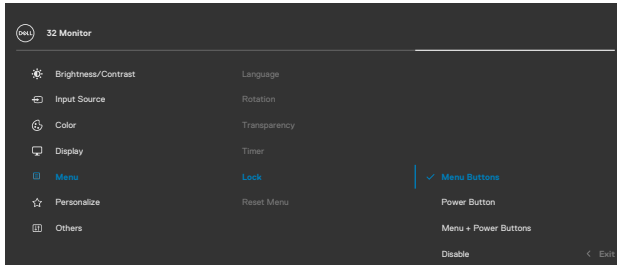 DELL 32 Monitor
Brightness/Contrast Language
Input Source Rotation
Color Transparency
Display Timer
Menu Lock Menu Buttons
Personalize Reset Menu Power Button
Others Menu + Power Buttons
Disable Exit